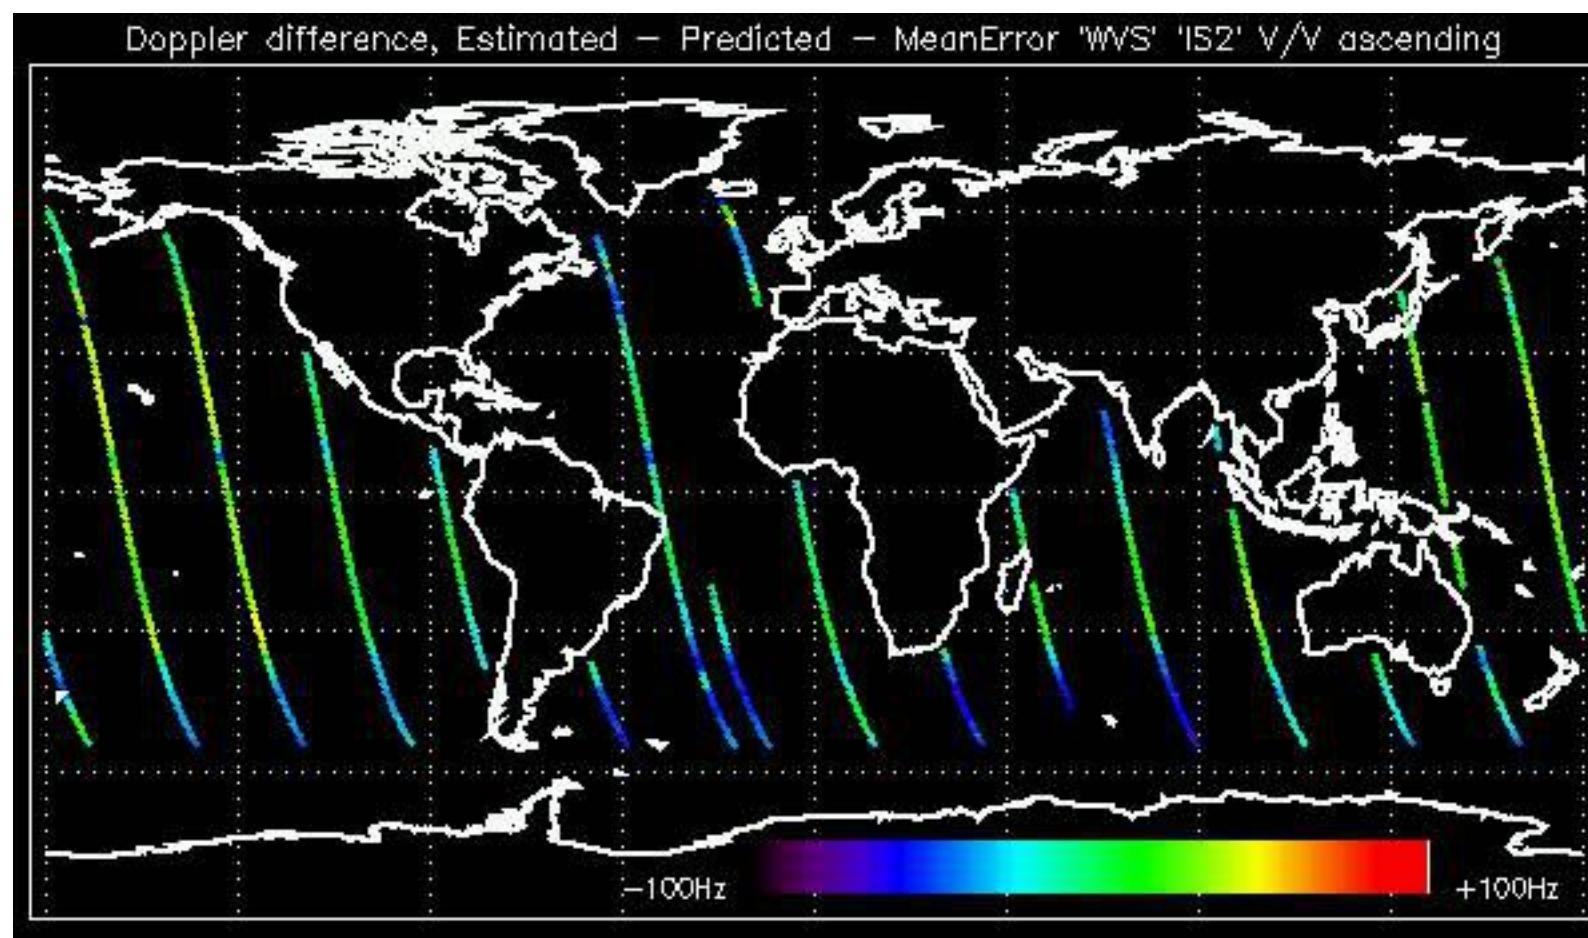 Doppler difference, Estimated – Predicted – MeanError 'WVS' 'IS2' V/V ascending
–100Hz +100Hz